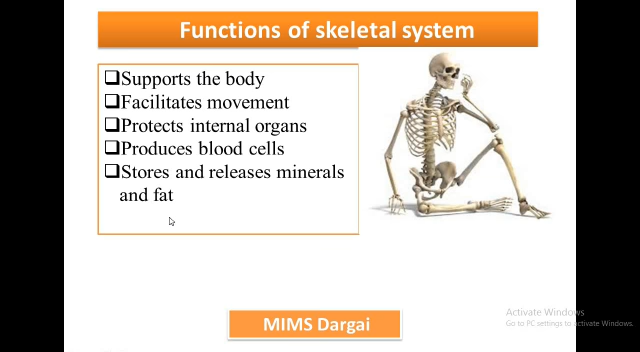 Functions of skeletal system
❑Supports the body
❑Facilitates movement
❑Protects internal organs
❑Produces blood cells
❑Stores and releases minerals
and fat
MIMS Dargai
Activate Windows
Go to PC settings to activate Windows.